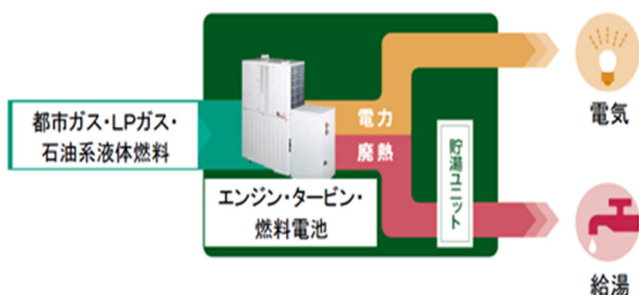 都市ガス・LPガス・
石油系液体燃料
エンジン・タービン・
燃料電池
電力
廃熱
貯湯ユニット
電気
給湯